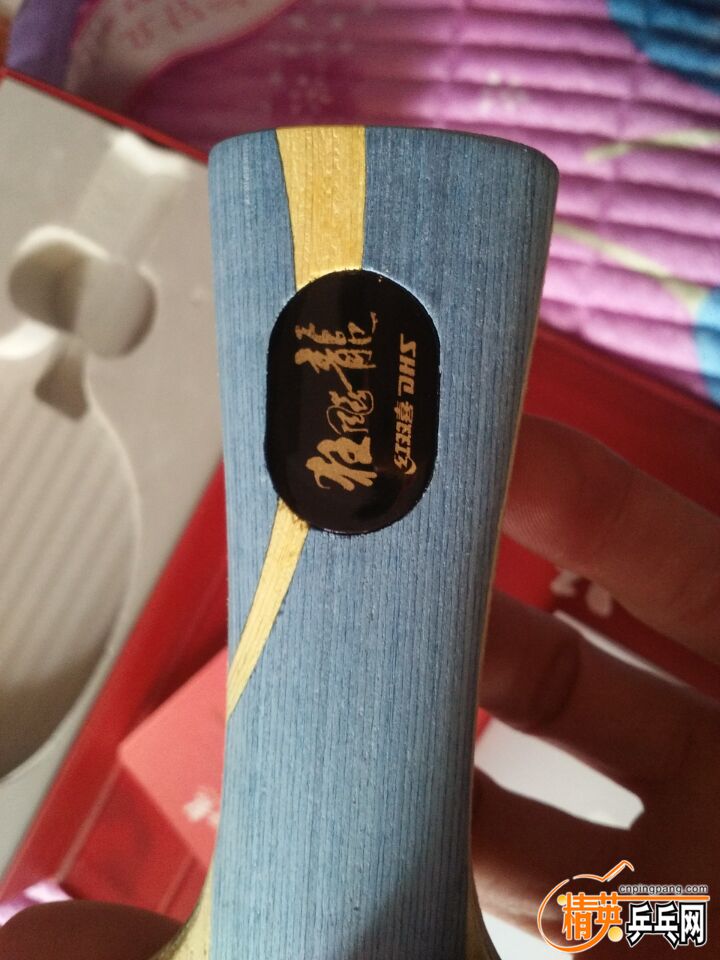 狂飚龍
DHS 红双喜
cnpingpang.com
精英乒乓网